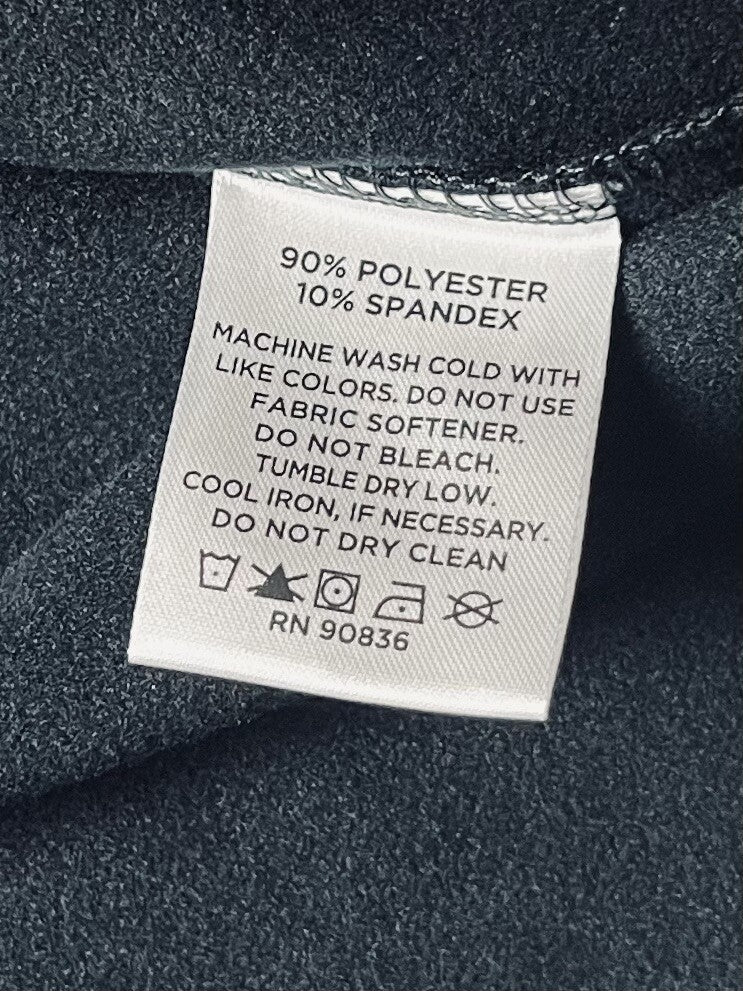 90% POLYESTER
10% SPANDEX
MACHINE WASH COLD WITH
LIKE COLORS. DO NOT USE
FABRIC SOFTENER.
DO NOT BLEACH.
TUMBLE DRY LOW.
COOL IRON, IF NECESSARY.
DO NOT DRY CLEAN
RN 90836